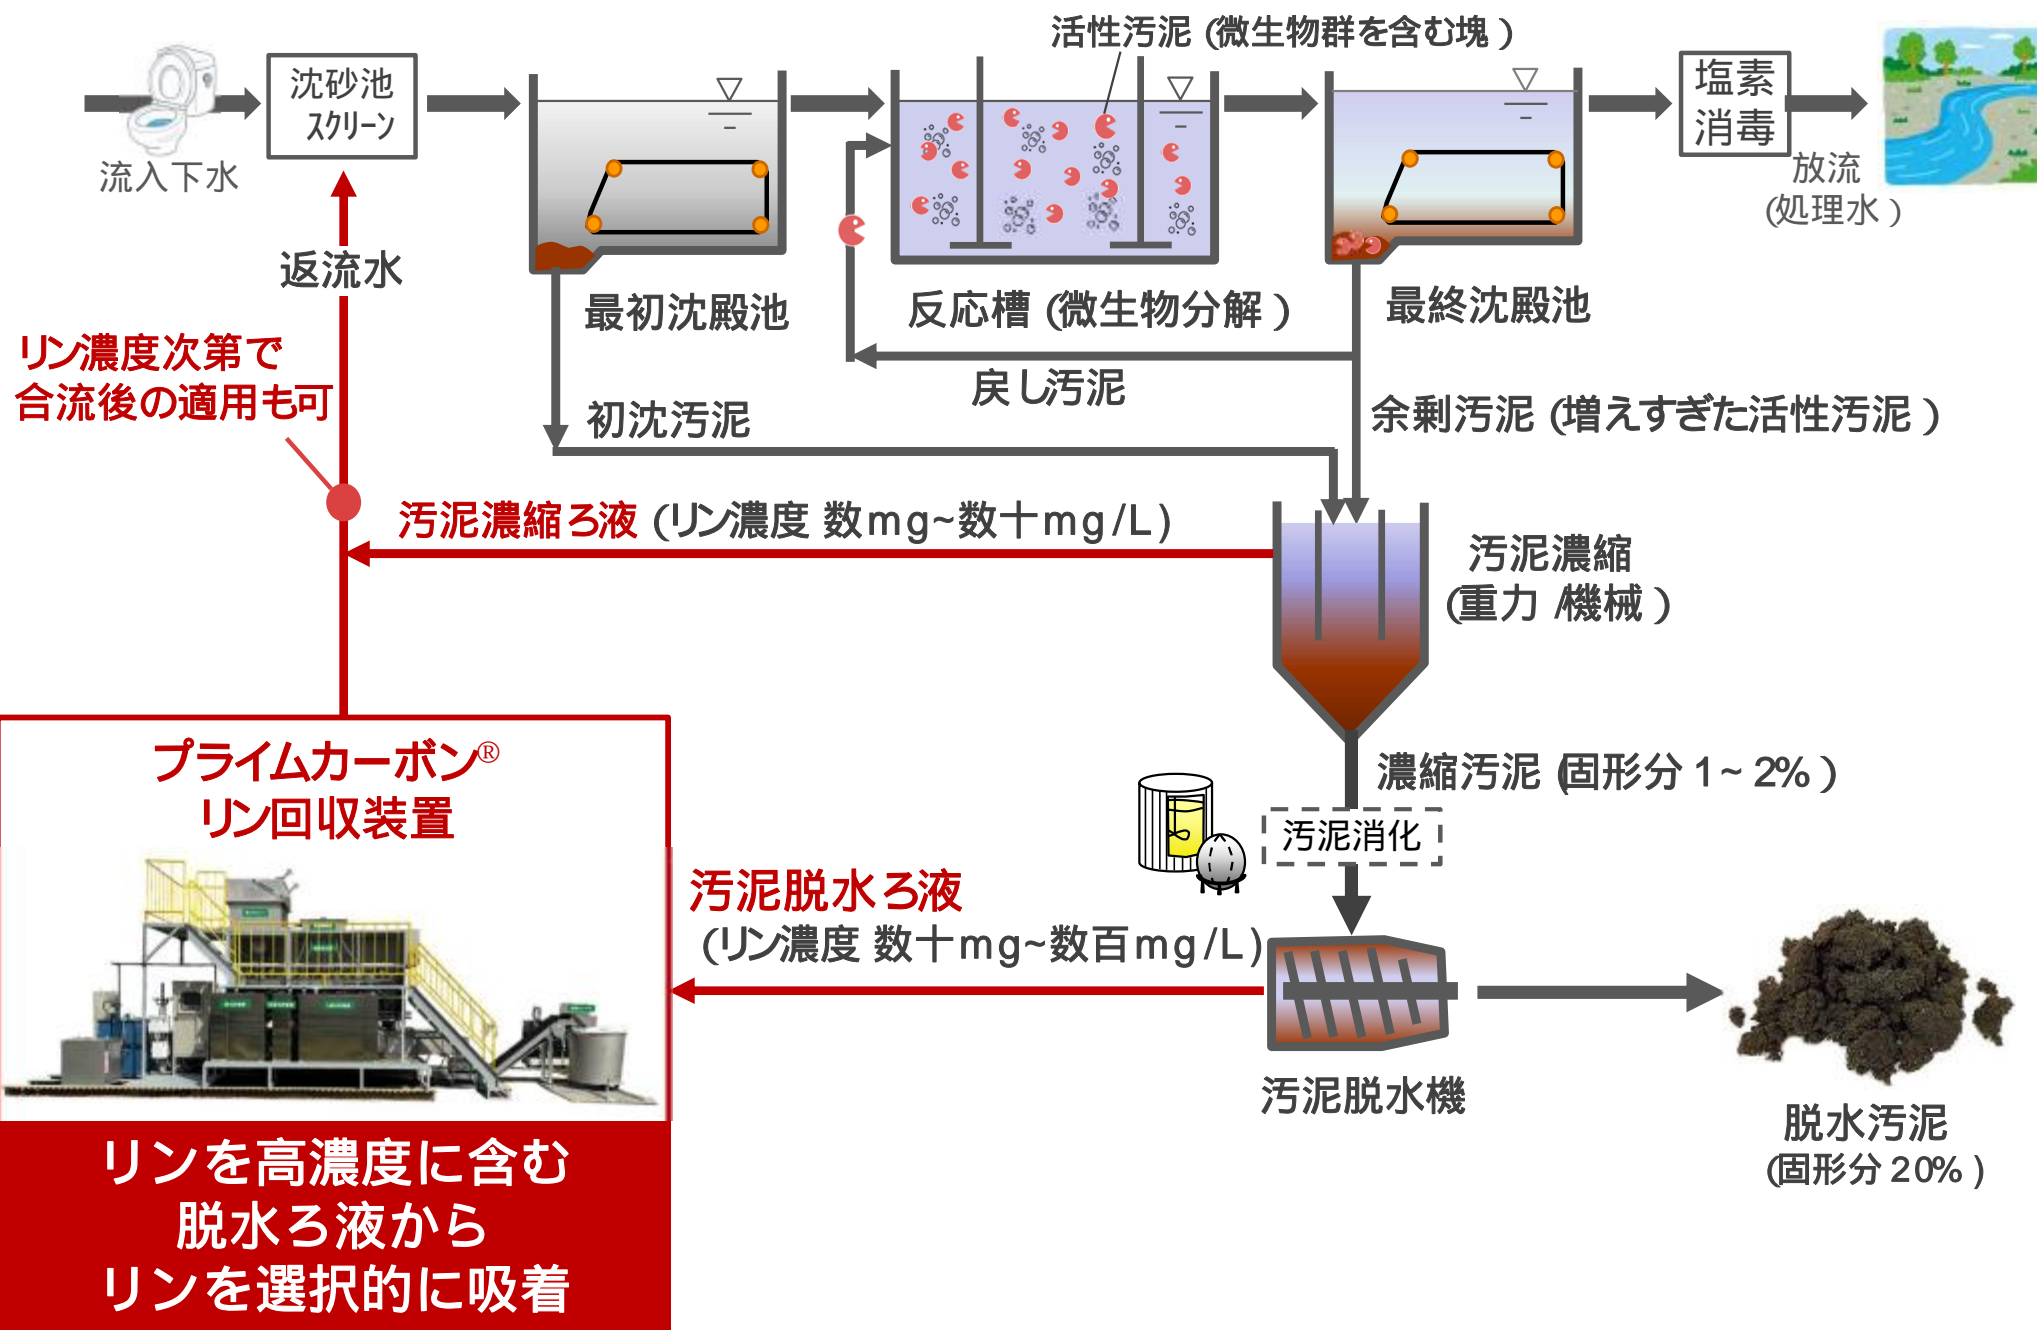 活性汚泥(微生物群を含む塊)
流入下水
沈砂池
スクリーン
塩素
消毒
放流
(処理水)
返流水
最初沈殿池
反応槽(微生物分解)
最終沈殿池
リン濃度次第で
合流後の適用も可
戻し汚泥
初沈汚泥
余剰汚泥(増えすぎた活性汚泥)
汚泥濃縮ろ液(リン濃度 数mg~数十mg/L)
汚泥濃縮
(重力/機械)
プライムカーボン®
リン回収装置
濃縮汚泥(固形分1~2%)
汚泥消化
汚泥脱水ろ液
(リン濃度 数十mg~数百mg/L)
汚泥脱水機
脱水汚泥
(固形分20%)
リンを高濃度に含む
脱水ろ液から
リンを選択的に吸着